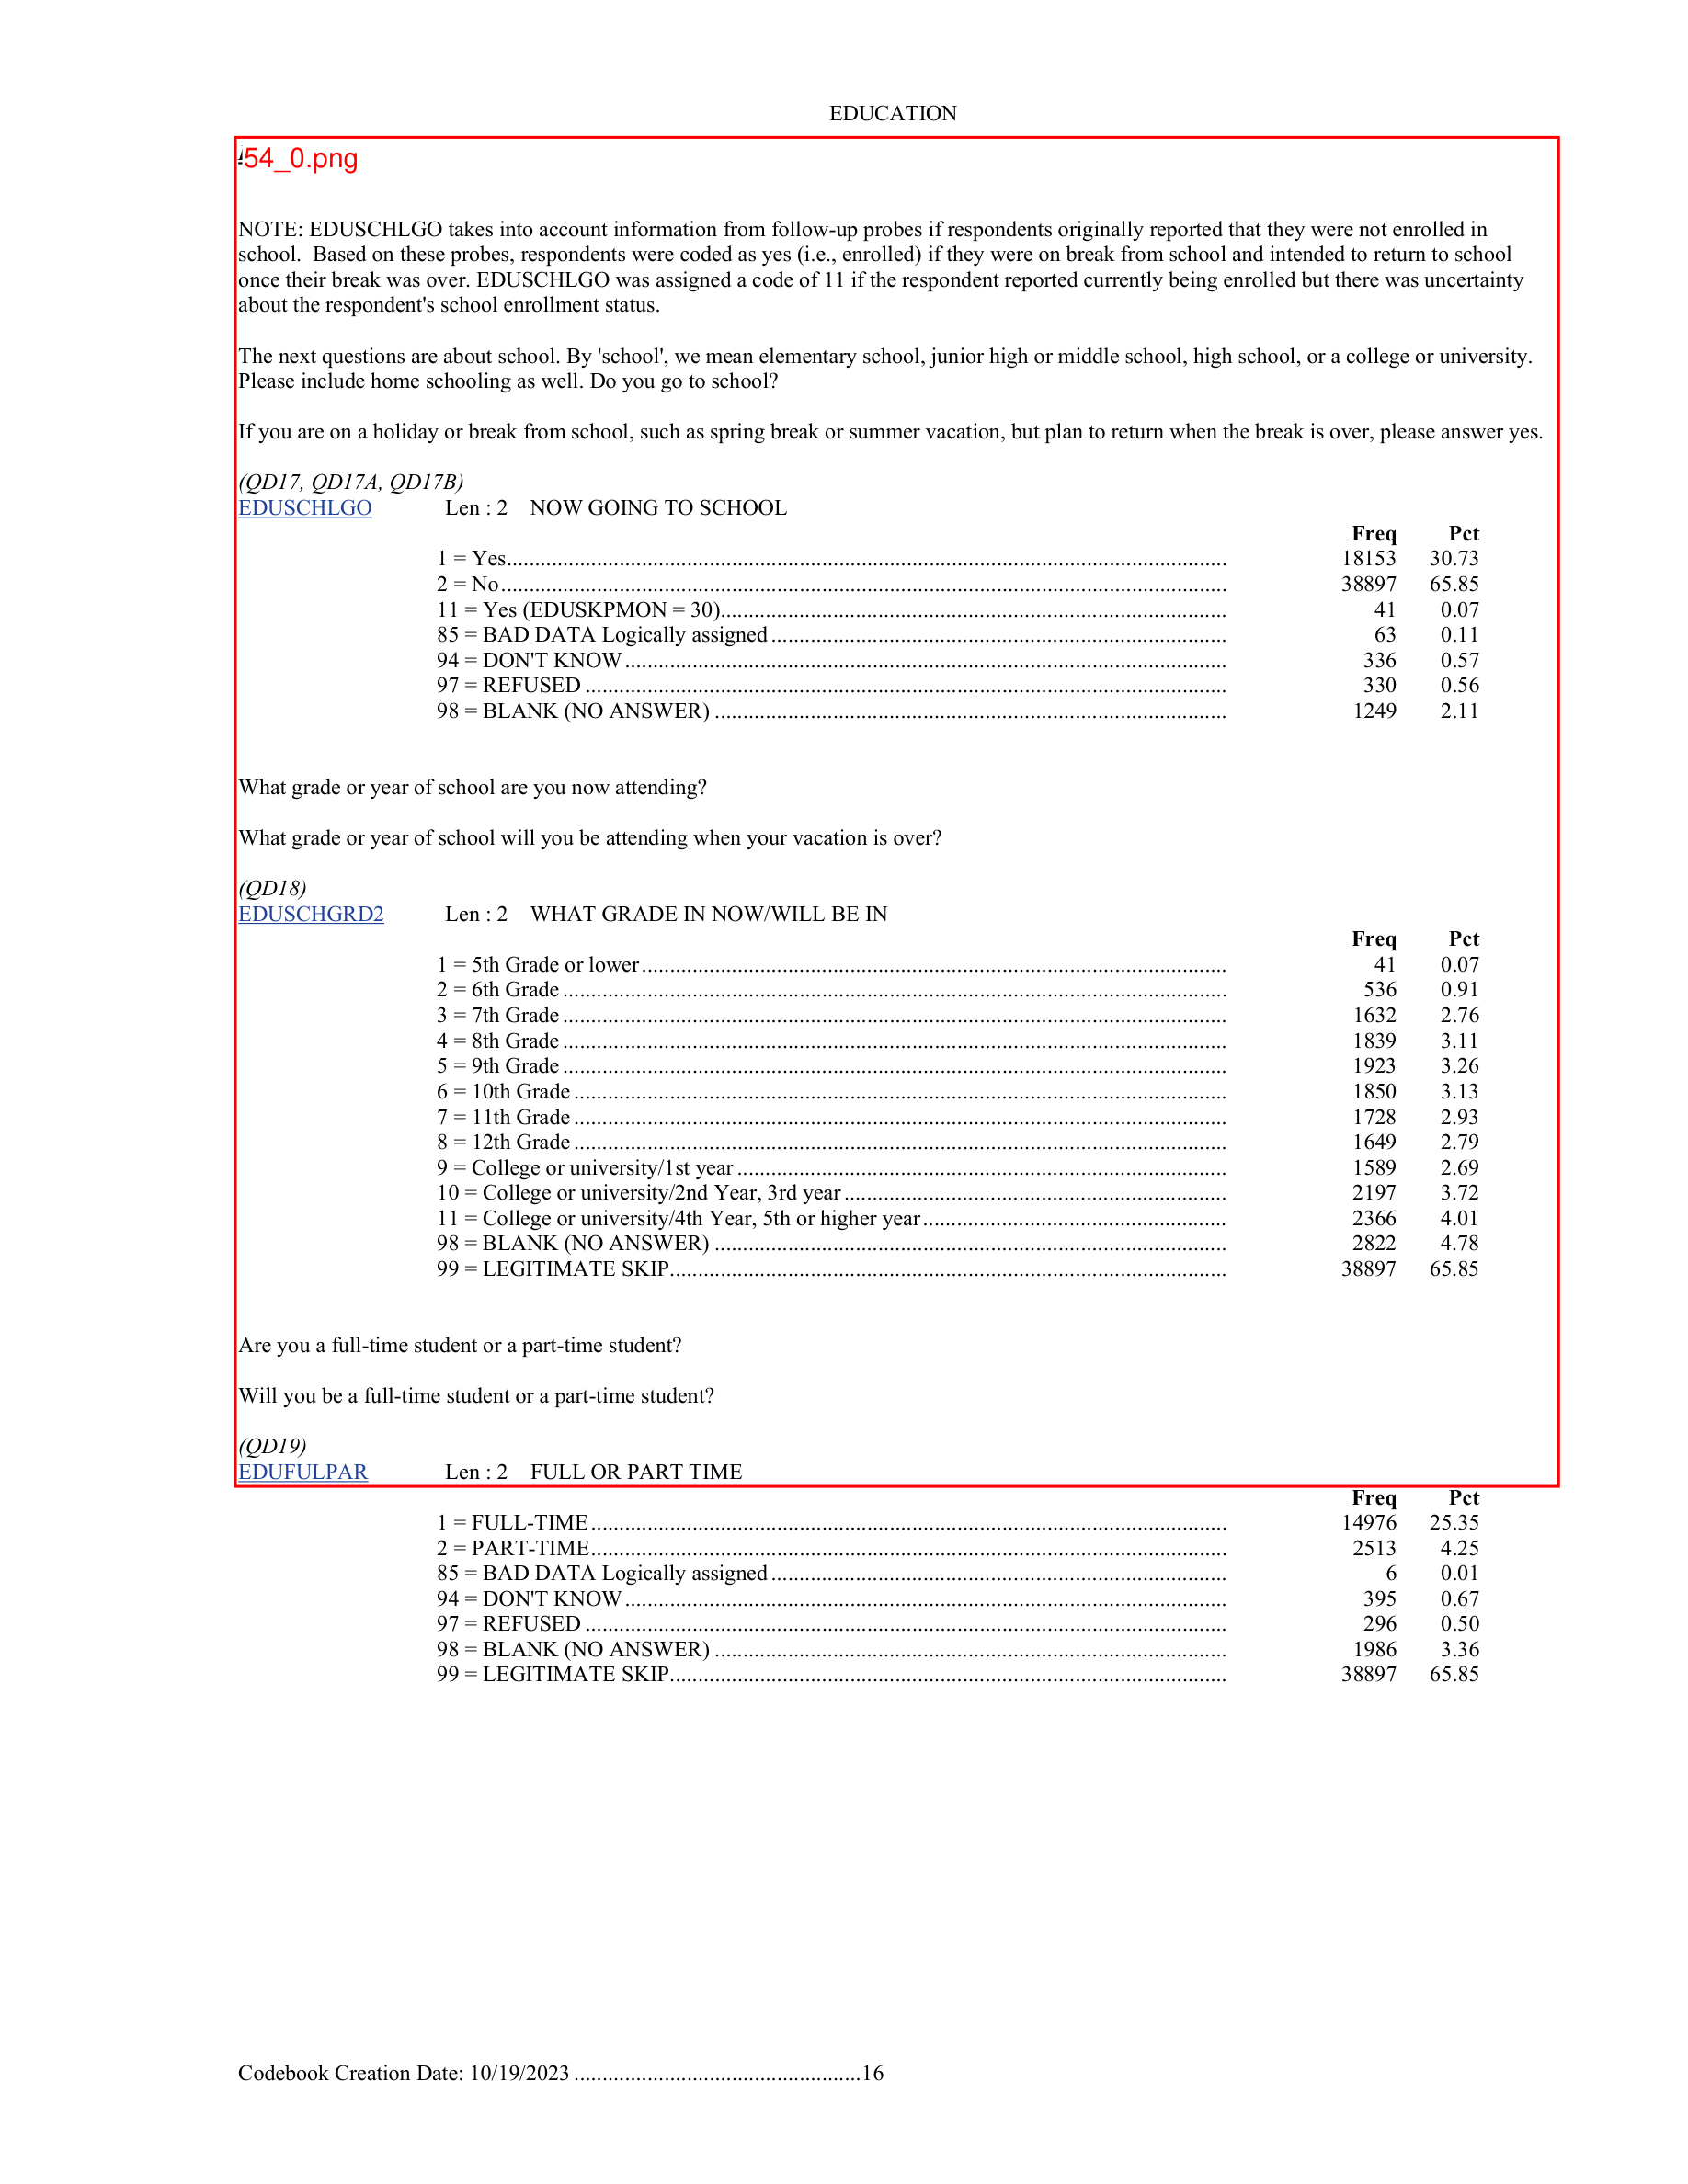 EDUCATION
54_0.png
NOTE: EDUSCHLGO takes into account information from follow-up probes if respondents originally reported that they were not enrolled in
school.  Based on these probes, respondents were coded as yes (i.e., enrolled) if they were on break from school and intended to return to school
once their break was over. EDUSCHLGO was assigned a code of 11 if the respondent reported currently being enrolled but there was uncertainty
about the respondent's school enrollment status.
The next questions are about school. By 'school', we mean elementary school, junior high or middle school, high school, or a college or university.
Please include home schooling as well. Do you go to school?
If you are on a holiday or break from school, such as spring break or summer vacation, but plan to return when the break is over, please answer yes.
(QD17, QD17A, QD17B)
EDUSCHLGO Len : 2 NOW GOING TO SCHOOL
Freq Pct
1 = Yes 18153 30.73
2 = No 38897 65.85
11 = Yes (EDUSKPMON = 30) 41 0.07
85 = BAD DATA Logically assigned 63 0.11
94 = DON'T KNOW 336 0.57
97 = REFUSED 330 0.56
98 = BLANK (NO ANSWER) 1249 2.11
What grade or year of school are you now attending?
What grade or year of school will you be attending when your vacation is over?
(QD18)
EDUSCHGRD2 Len : 2 WHAT GRADE IN NOW/WILL BE IN
Freq Pct
1 = 5th Grade or lower 41 0.07
2 = 6th Grade 536 0.91
3 = 7th Grade 1632 2.76
4 = 8th Grade 1839 3.11
5 = 9th Grade 1923 3.26
6 = 10th Grade 1850 3.13
7 = 11th Grade 1728 2.93
8 = 12th Grade 1649 2.79
9 = College or university/1st year 1589 2.69
10 = College or university/2nd Year, 3rd year 2197 3.72
11 = College or university/4th Year, 5th or higher year 2366 4.01
98 = BLANK (NO ANSWER) 2822 4.78
99 = LEGITIMATE SKIP 38897 65.85
Are you a full-time student or a part-time student?
Will you be a full-time student or a part-time student?
(QD19)
EDUFULPAR Len : 2 FULL OR PART TIME
Freq Pct
1 = FULL-TIME 14976 25.35
2 = PART-TIME 2513 4.25
85 = BAD DATA Logically assigned 6 0.01
94 = DON'T KNOW 395 0.67
97 = REFUSED 296 0.50
98 = BLANK (NO ANSWER) 1986 3.36
99 = LEGITIMATE SKIP 38897 65.85
Codebook Creation Date: 10/19/2023 16